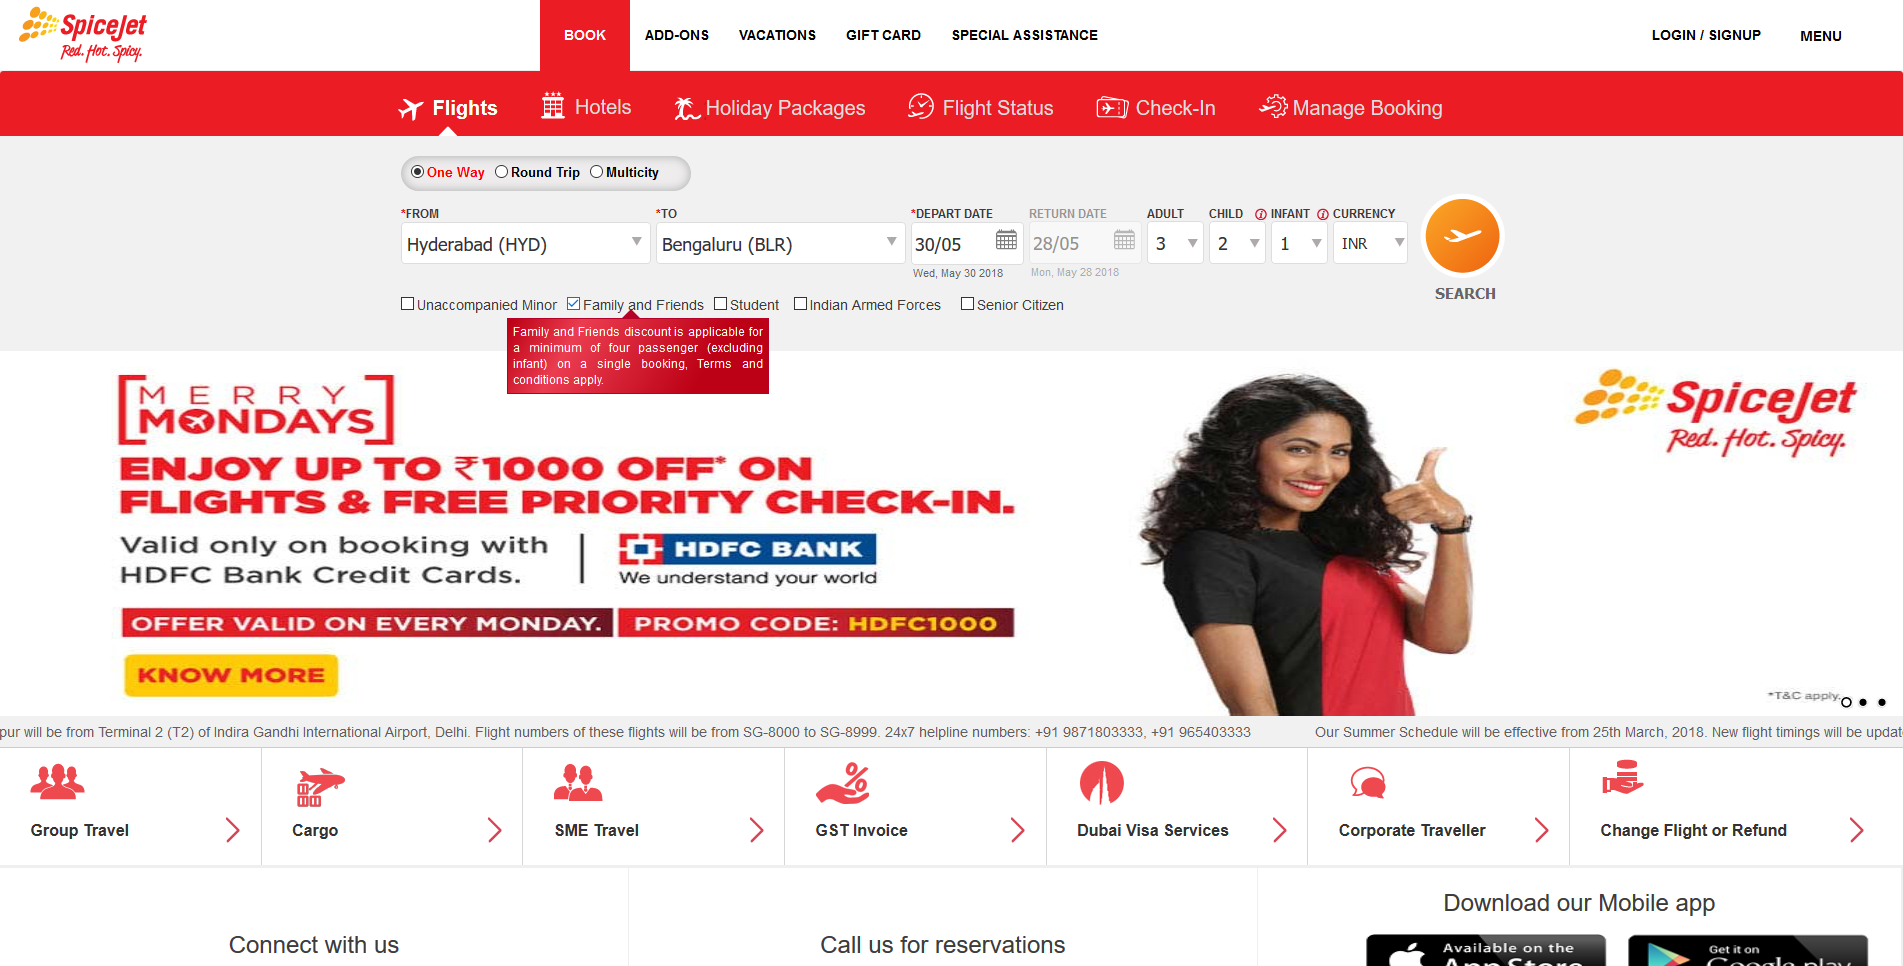 SpiceJet
Red. Hot. Spicy.
BOOK
ADD-ONS
VACATIONS
GIFT CARD
SPECIAL ASSISTANCE
LOGIN / SIGNUP
MENU
Flights
Hotels
Holiday Packages
Flight Status
Check-In
Manage Booking
One Way
Round Trip
Multicity
*FROM
*TO
*DEPART DATE
RETURN DATE
ADULT
CHILD
INFANT
CURRENCY
Hyderabad (HYD)
Bengaluru (BLR)
30/05
28/05
3
2
1
INR
Wed, May 30 2018
Mon, May 28 2018
SEARCH
Unaccompanied Minor
Family and Friends
Student
Indian Armed Forces
Senior Citizen
Family and Friends discount is applicable for
a minimum of four passenger (excluding
infant) on a single booking, Terms and
conditions apply.
MERRY
MONDAYS
ENJOY UP TO ₹1000 OFF* ON
FLIGHTS & FREE PRIORITY CHECK-IN.
Valid only on booking with
HDFC Bank Credit Cards.
HDFC BANK
We understand your world
OFFER VALID ON EVERY MONDAY.
PROMO CODE: HDFC1000
KNOW MORE
SpiceJet
Red. Hot. Spicy.
*T&C apply.
pur will be from Terminal 2 (T2) of Indira Gandhi International Airport, Delhi. Flight numbers of these flights will be from SG-8000 to SG-8999. 24x7 helpline numbers: +91 9871803333, +91 965403333
Our Summer Schedule will be effective from 25th March, 2018. New flight timings will be updat
Group Travel
Cargo
SME Travel
GST Invoice
Dubai Visa Services
Corporate Traveller
Change Flight or Refund
Connect with us
Call us for reservations
Download our Mobile app
Available on the
App Store
Get it on
Google play